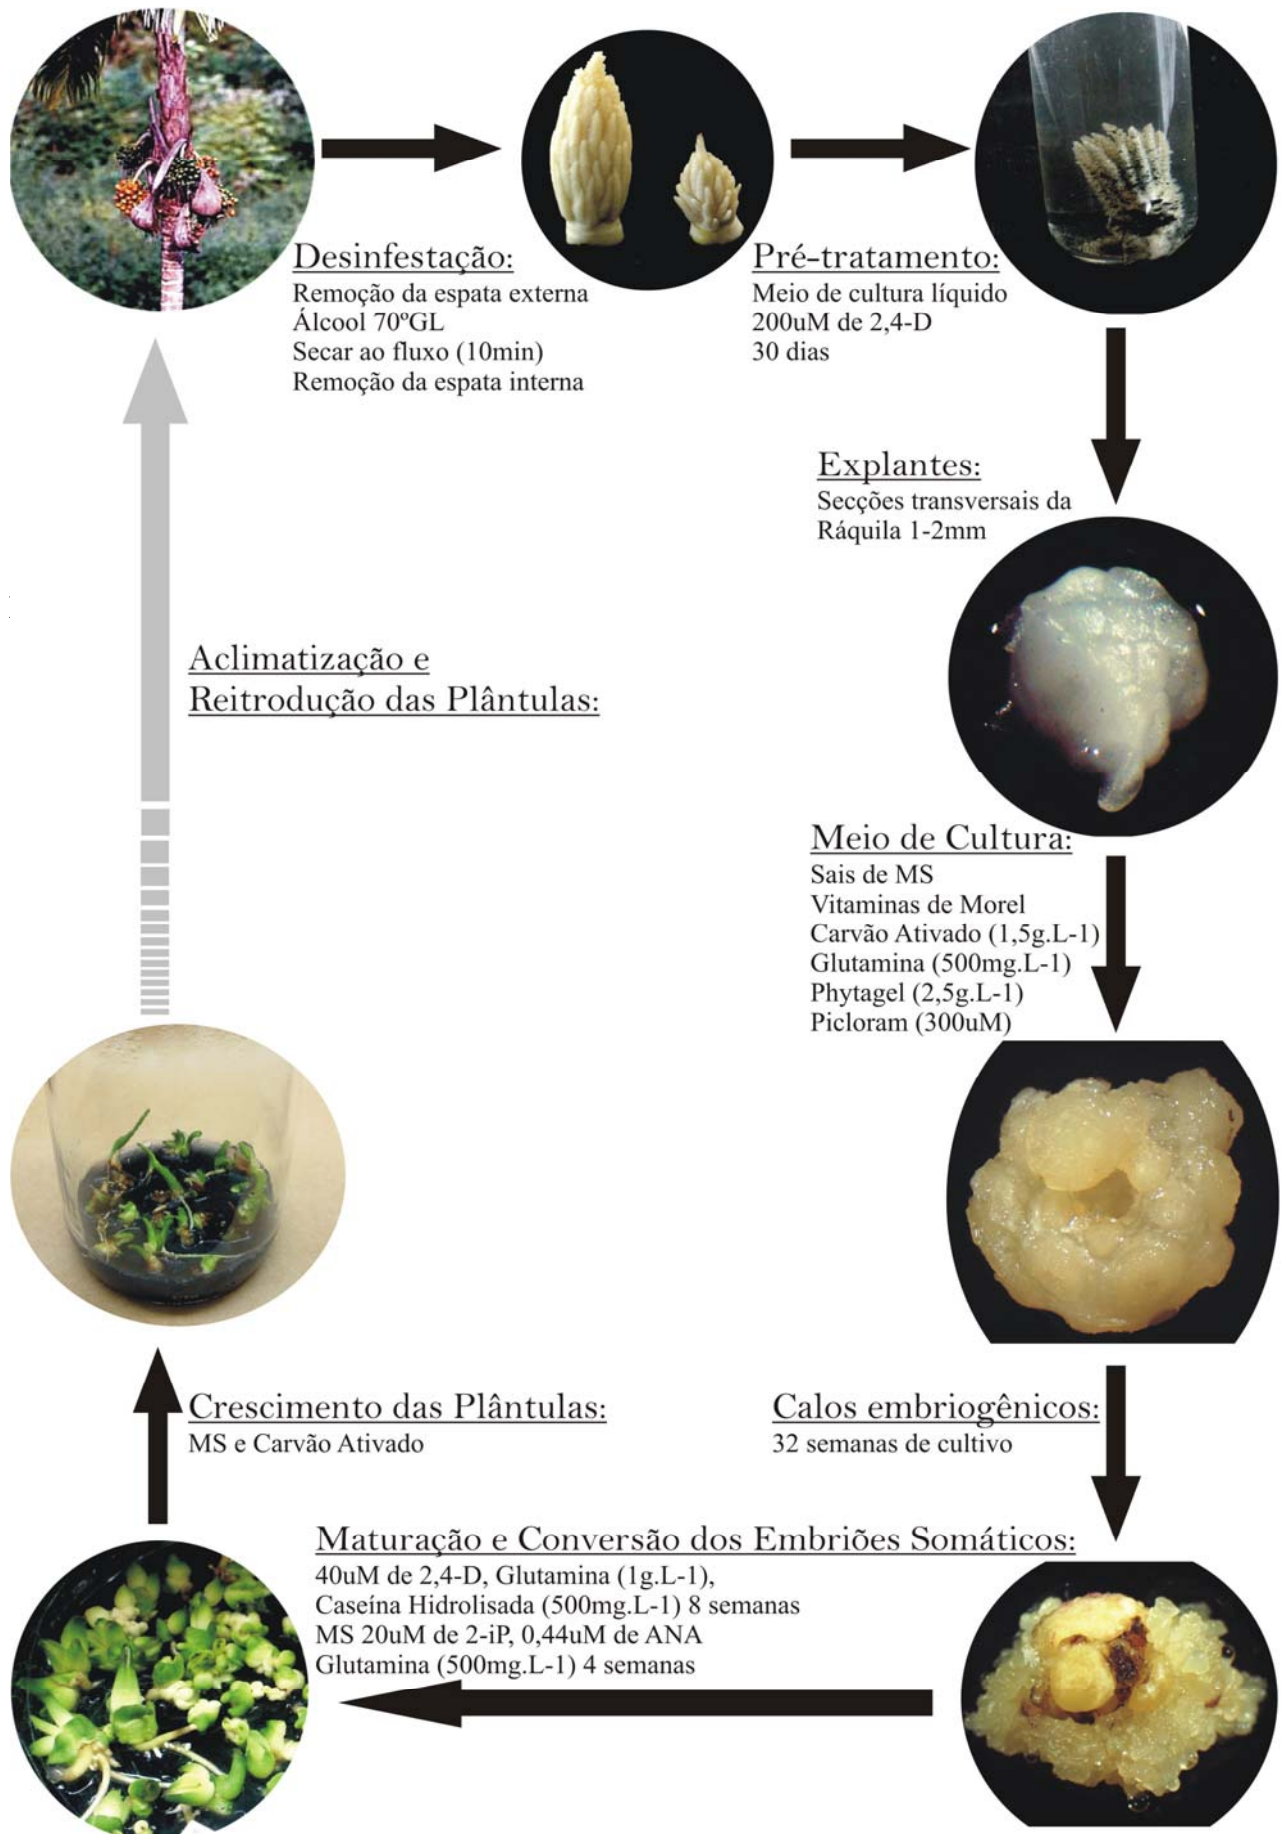 Desinfestação:
Remoção da espata externa
Álcool 70ºGL
Secar ao fluxo (10min)
Remoção da espata interna
Pré-tratamento:
Meio de cultura líquido
200uM de 2,4-D
30 dias
Explantes:
Secções transversais da
Ráquila 1-2mm
Meio de Cultura:
Sais de MS
Vitaminas de Morel
Carvão Ativado (1,5g.L-1)
Glutamina (500mg.L-1)
Phytagel (2,5g.L-1)
Picloram (300uM)
Calos embriogênicos:
32 semanas de cultivo
Maturação e Conversão dos Embriões Somáticos:
40uM de 2,4-D, Glutamina (1g.L-1),
Caseína Hidrolisada (500mg.L-1) 8 semanas
MS 20uM de 2-iP, 0,44uM de ANA
Glutamina (500mg.L-1) 4 semanas
Crescimento das Plântulas:
MS e Carvão Ativado
Aclimatização e
Reitrodução das Plântulas: